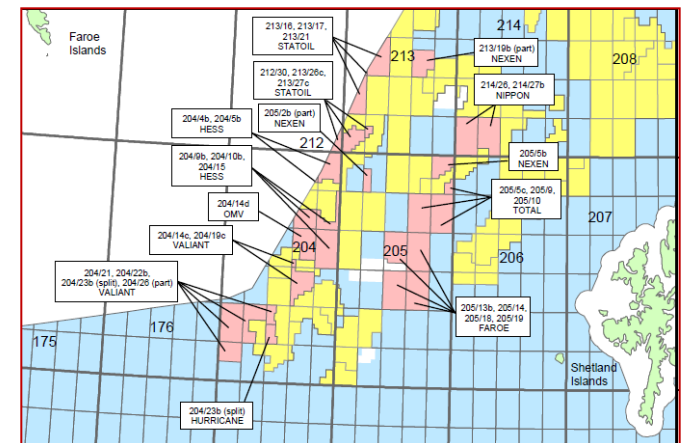 Faroe
Islands
213/16, 213/17,
213/21
STATOIL
214
213
213/19b (part)
NEXEN
208
212/30, 213/26c,
213/27c
STATOIL
214/26, 214/27b
NIPPON
204/4b, 204/5b
HESS
205/2b (part)
NEXEN
212
204/9b, 204/10b,
204/15
HESS
205/5b
NEXEN
205/5c, 205/9,
205/10
TOTAL
204/14d
OMV
207
204/14c, 204/19c
VALIANT
204
205
206
204/21, 204/22b,
204/23b (split), 204/26 (part)
VALIANT
205/13b, 205/14,
205/18, 205/19
FAROE
176
175
Shetland
Islands
204/23b (split)
HURRICANE